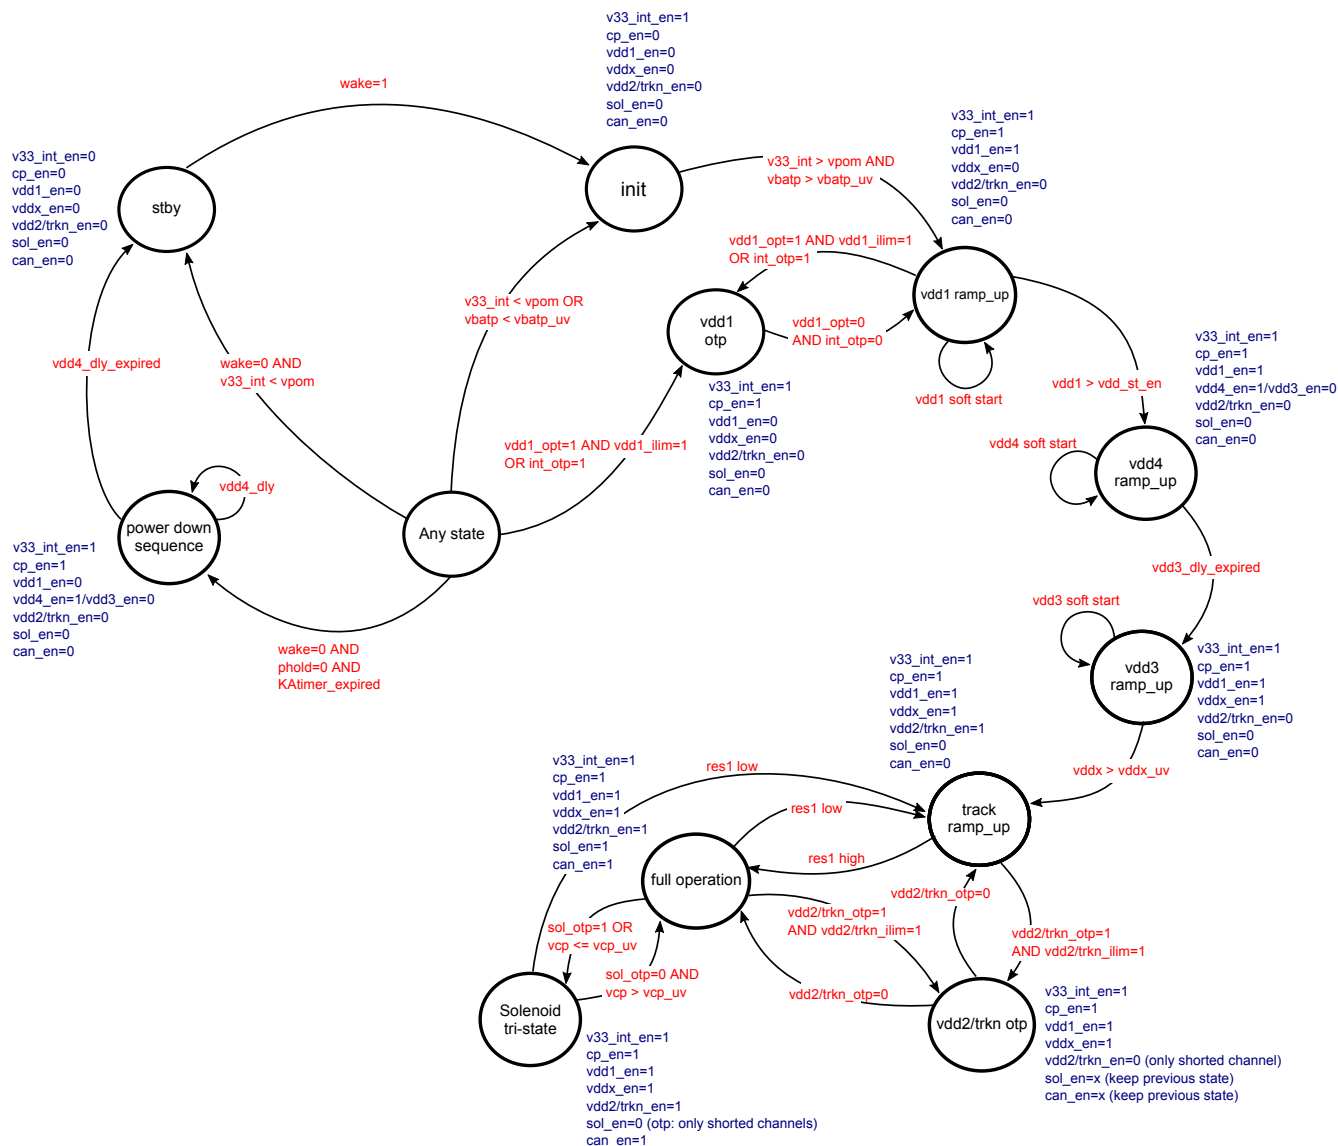 v33_int_en=1
cp_en=0
vdd1_en=0
vddx_en=0
vdd2/trkn_en=0
sol_en=0
can_en=0
wake=1
v33_int_en=0
cp_en=0
vdd1_en=0
vddx_en=0
vdd2/trkn_en=0
sol_en=0
can_en=0
stby
init
v33_int > vpom AND
vbatp > vbatp_uv
v33_int_en=1
cp_en=1
vdd1_en=1
vddx_en=0
vdd2/trkn_en=0
sol_en=0
can_en=0
vdd1_opt=1 AND vdd1_ilim=1
OR int_otp=1
vdd1 ramp_up
vdd1
otp
vdd1_opt=0
AND int_otp=0
vdd1 soft start
v33_int < vpom OR
vbatp < vbatp_uv
vdd4_dly_expired
wake=0 AND
v33_int < vpom
v33_int_en=1
cp_en=1
vdd1_en=0
vddx_en=0
vdd2/trkn_en=0
sol_en=0
can_en=0
vdd1 > vdd_st_en
v33_int_en=1
cp_en=1
vdd1_en=1
vdd4_en=1/vdd3_en=0
vdd2/trkn_en=0
sol_en=0
can_en=0
vdd1_opt=1 AND vdd1_ilim=1
OR int_otp=1
vdd4 soft start
vdd4
ramp_up
vdd4_dly
power down
sequence
Any state
v33_int_en=1
cp_en=1
vdd1_en=0
vdd4_en=1/vdd3_en=0
vdd2/trkn_en=0
sol_en=0
can_en=0
wake=0 AND
phold=0 AND
KAtimer_expired
vdd3_dly_expired
vdd3 soft start
vdd3
ramp_up
v33_int_en=1
cp_en=1
vdd1_en=1
vddx_en=1
vdd2/trkn_en=0
sol_en=0
can_en=0
v33_int_en=1
cp_en=1
vdd1_en=1
vddx_en=1
vdd2/trkn_en=1
sol_en=0
can_en=0
vddx > vddx_uv
v33_int_en=1
cp_en=1
vdd1_en=1
vddx_en=1
vdd2/trkn_en=1
sol_en=1
can_en=1
res1 low
res1 low
track
ramp_up
res1 high
full operation
vdd2/trkn_otp=0
vdd2/trkn_otp=1
AND vdd2/trkn_ilim=1
vdd2/trkn_otp=1
AND vdd2/trkn_ilim=1
sol_otp=1 OR
vcp <= vcp_uv
sol_otp=0 AND
vcp > vcp_uv
vdd2/trkn_otp=0
Solenoid
tri-state
vdd2/trkn otp
v33_int_en=1
cp_en=1
vdd1_en=1
vddx_en=1
vdd2/trkn_en=0 (only shorted channel)
sol_en=x (keep previous state)
can_en=x (keep previous state)
v33_int_en=1
cp_en=1
vdd1_en=1
vddx_en=1
vdd2/trkn_en=1
sol_en=0 (otp: only shorted channels)
can_en=1